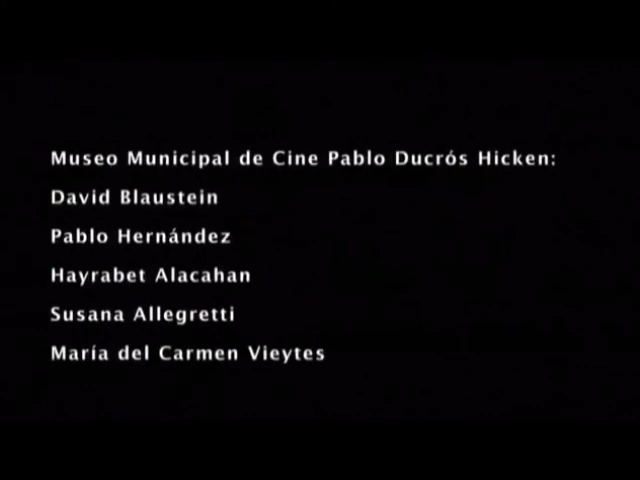 Museo Municipal de Cine Pablo Ducrós Hicken:
David Blaustein
Pablo Hernández
Hayrabet Alacahan
Susana Allegretti
María del Carmen Vieytes